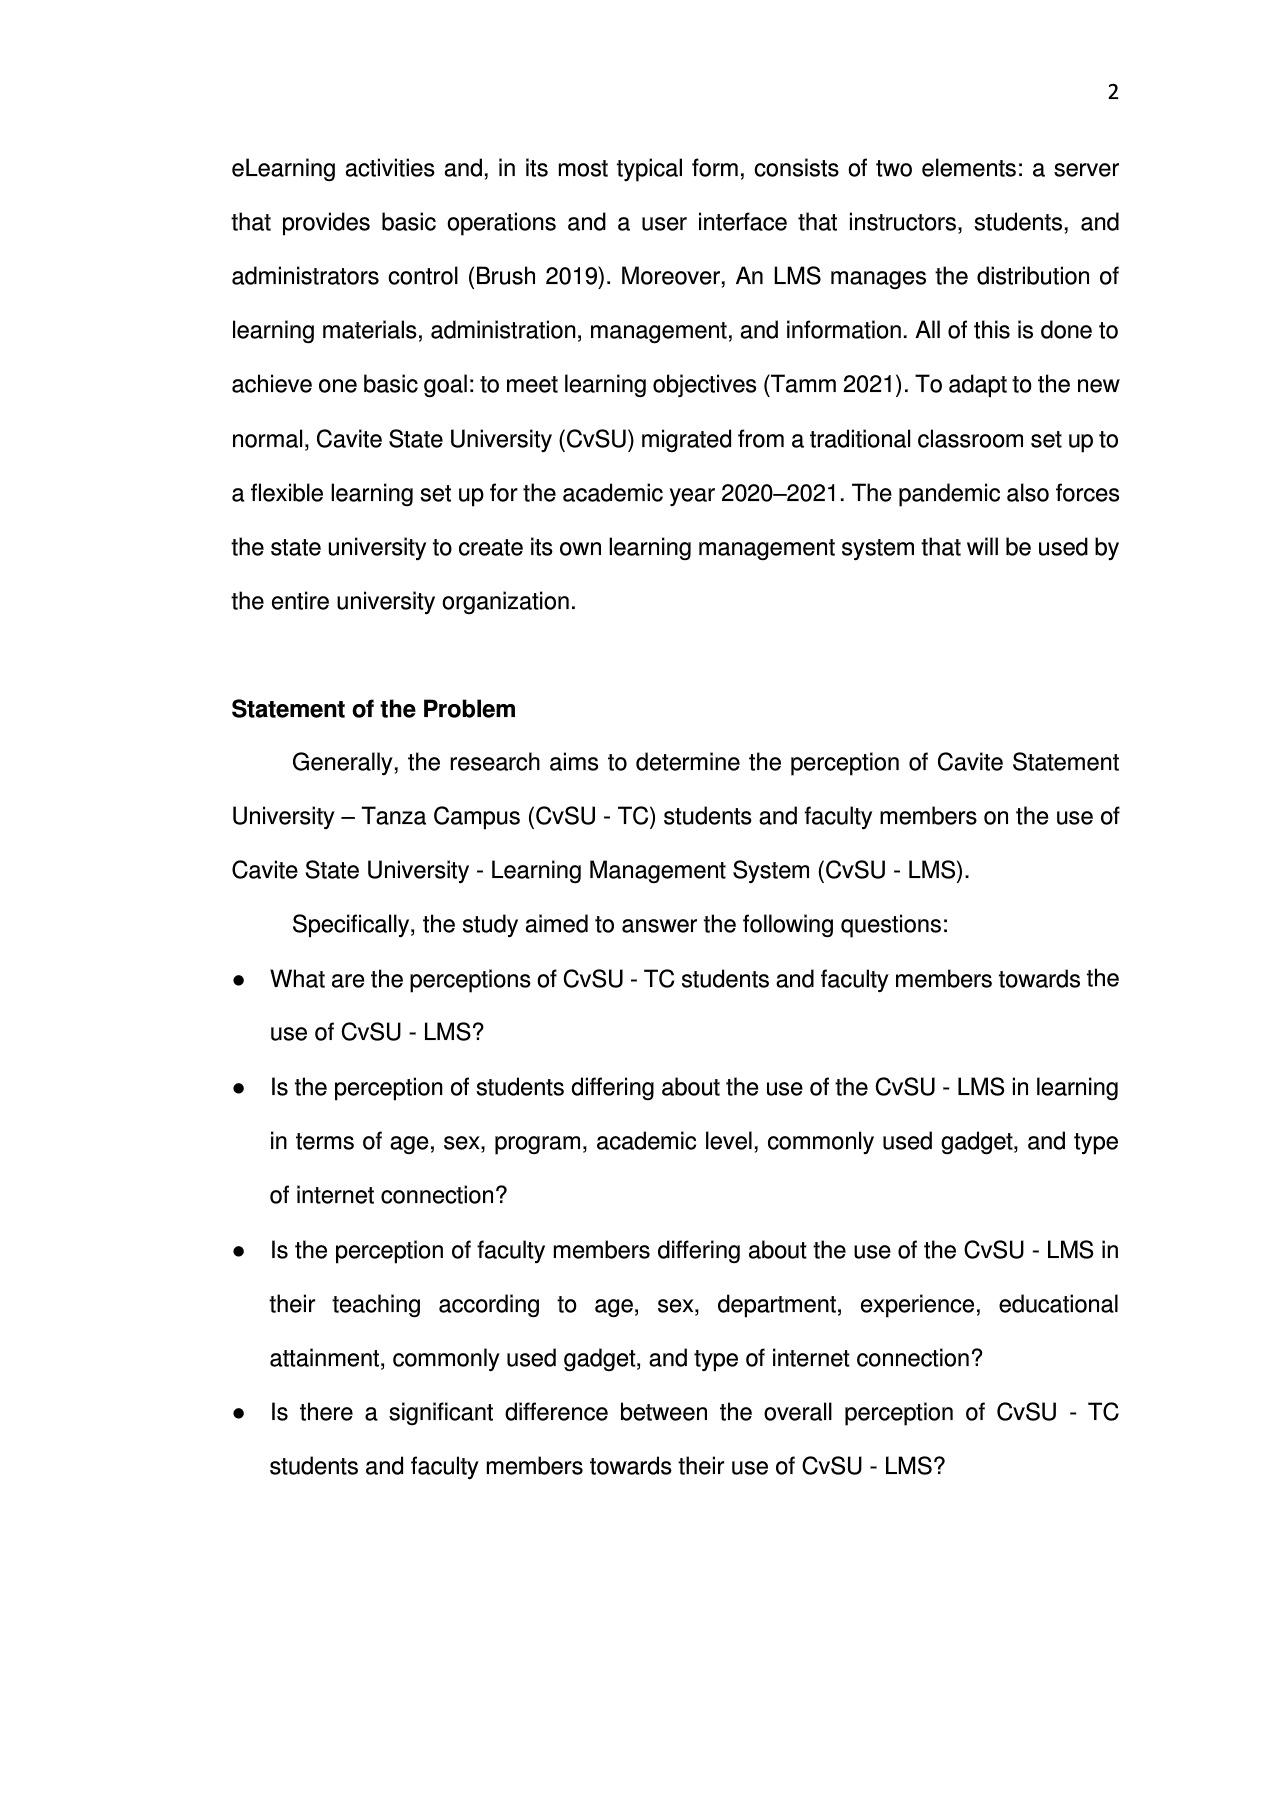 2
eLearning activities and, in its most typical form, consists of two elements: a server
that provides basic operations and a user interface that instructors, students, and
administrators control (Brush 2019). Moreover, An LMS manages the distribution of
learning materials, administration, management, and information. All of this is done to
achieve one basic goal: to meet learning objectives (Tamm 2021). To adapt to the new
normal, Cavite State University (CvSU) migrated from a traditional classroom set up to
a flexible learning set up for the academic year 2020–2021. The pandemic also forces
the state university to create its own learning management system that will be used by
the entire university organization.
Statement of the Problem
Generally, the research aims to determine the perception of Cavite Statement
University – Tanza Campus (CvSU - TC) students and faculty members on the use of
Cavite State University - Learning Management System (CvSU - LMS).
Specifically, the study aimed to answer the following questions:
● What are the perceptions of CvSU - TC students and faculty members towards the
use of CvSU - LMS?
● Is the perception of students differing about the use of the CvSU - LMS in learning
in terms of age, sex, program, academic level, commonly used gadget, and type
of internet connection?
● Is the perception of faculty members differing about the use of the CvSU - LMS in
their teaching according to age, sex, department, experience, educational
attainment, commonly used gadget, and type of internet connection?
● Is there a significant difference between the overall perception of CvSU - TC
students and faculty members towards their use of CvSU - LMS?